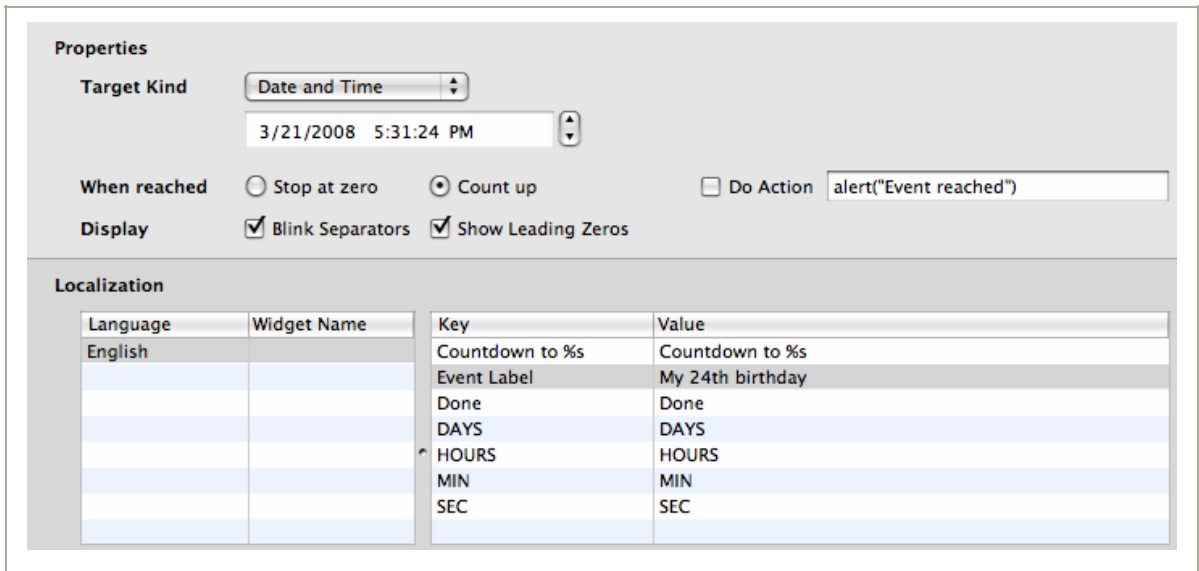 Properties
Target Kind Date and Time
3/21/2008 5:31:24 PM
When reached Stop at zero Count up Do Action alert("Event reached")
Display Blink Separators Show Leading Zeros
Localization
Language Widget Name Key Value
English Countdown to %s Countdown to %s
Event Label My 24th birthday
Done Done
DAYS DAYS
HOURS HOURS
MIN MIN
SEC SEC